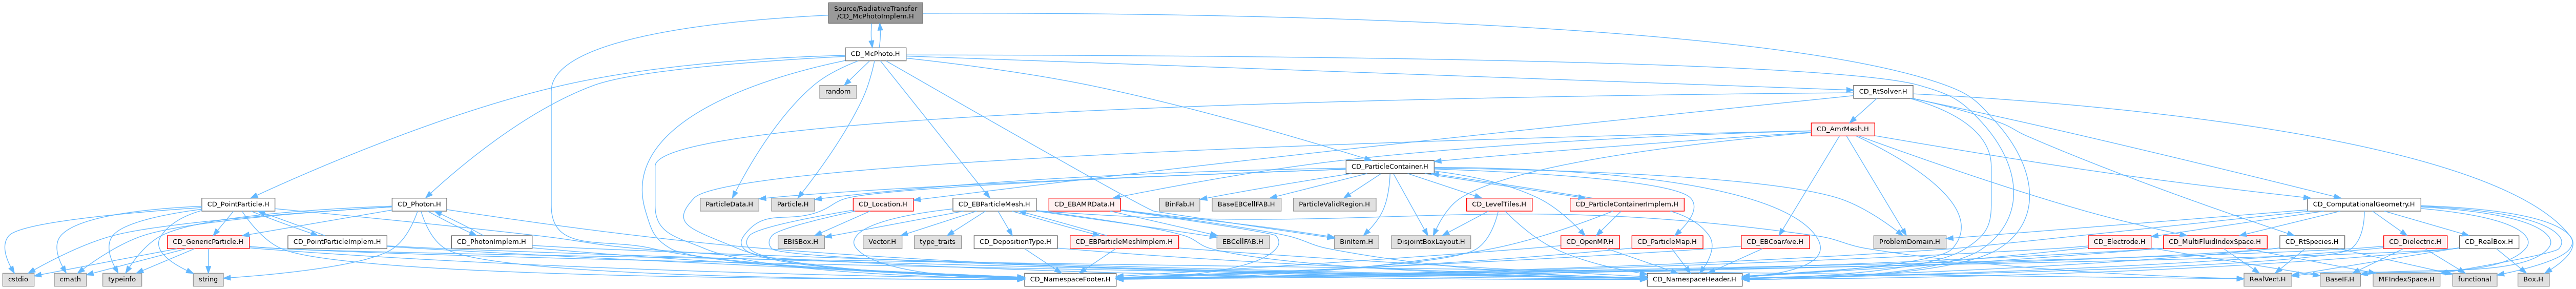 Source/RadiativeTransfer
/CD_McPhotoImplem.H
CD_McPhoto.H
random
CD_RtSolver.H
CD_AmrMesh.H
CD_ParticleContainer.H
CD_PointParticle.H
CD_Photon.H
ParticleData.H
Particle.H
CD_Location.H
CD_EBParticleMesh.H
CD_EBAMRData.H
BinFab.H
BaseEBCellFAB.H
ParticleValidRegion.H
CD_LevelTiles.H
CD_ParticleContainerImplem.H
CD_ComputationalGeometry.H
CD_GenericParticle.H
CD_PointParticleImplem.H
CD_PhotonImplem.H
EBISBox.H
Vector.H
type_traits
CD_DepositionType.H
CD_EBParticleMeshImplem.H
EBCellFAB.H
BinItem.H
DisjointBoxLayout.H
CD_OpenMP.H
CD_ParticleMap.H
CD_EBCoarAve.H
ProblemDomain.H
CD_Electrode.H
CD_MultiFluidIndexSpace.H
CD_RtSpecies.H
CD_Dielectric.H
CD_RealBox.H
cstdio
cmath
typeinfo
string
CD_NamespaceFooter.H
CD_NamespaceHeader.H
RealVect.H
BaseIF.H
MFIndexSpace.H
functional
Box.H